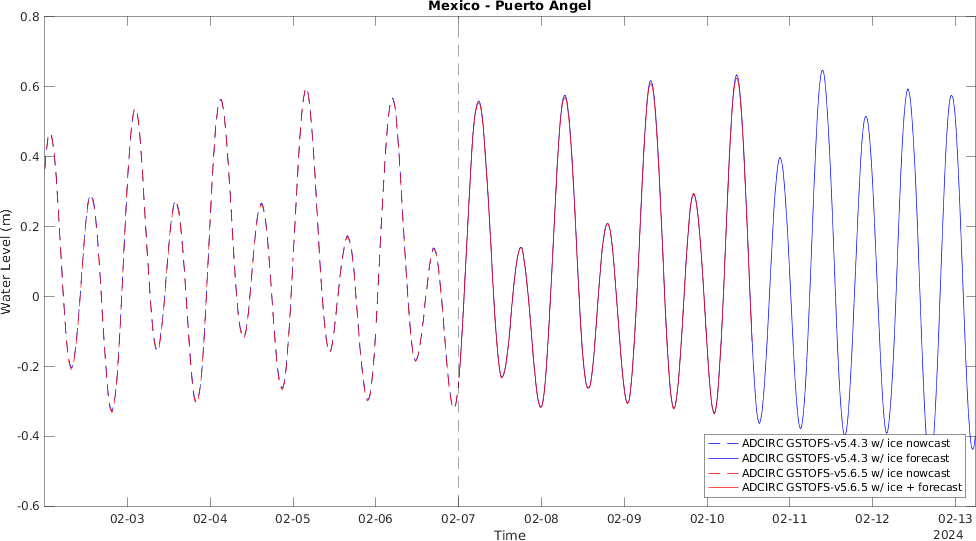 Mexico - Puerto Angel
0.8
0.6
0.4
0.2
0
-0.2
-0.4
-0.6
Water Level (m)
ADCIRC GSTOFS-v5.4.3 w/ ice nowcast
ADCIRC GSTOFS-v5.4.3 w/ ice forecast
ADCIRC GSTOFS-v5.6.5 w/ ice nowcast
ADCIRC GSTOFS-v5.6.5 w/ ice + forecast
02-03 02-04 02-05 02-06 02-07 02-08 02-09 02-10 02-11 02-12 02-13
Time
2024